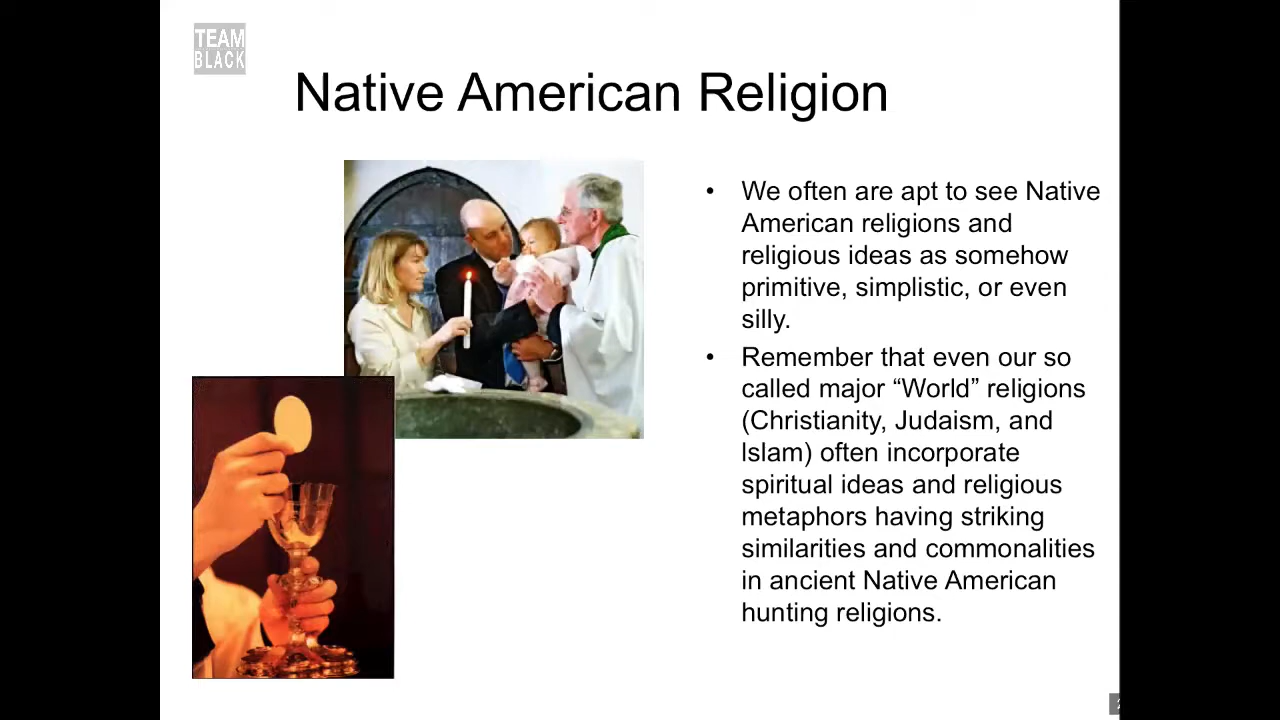 TEAM
BLACK
Native American Religion
• We often are apt to see Native
American religions and
religious ideas as somehow
primitive, simplistic, or even
silly.
• Remember that even our so
called major “World” religions
(Christianity, Judaism, and
Islam) often incorporate
spiritual ideas and religious
metaphors having striking
similarities and commonalities
in ancient Native American
hunting religions.